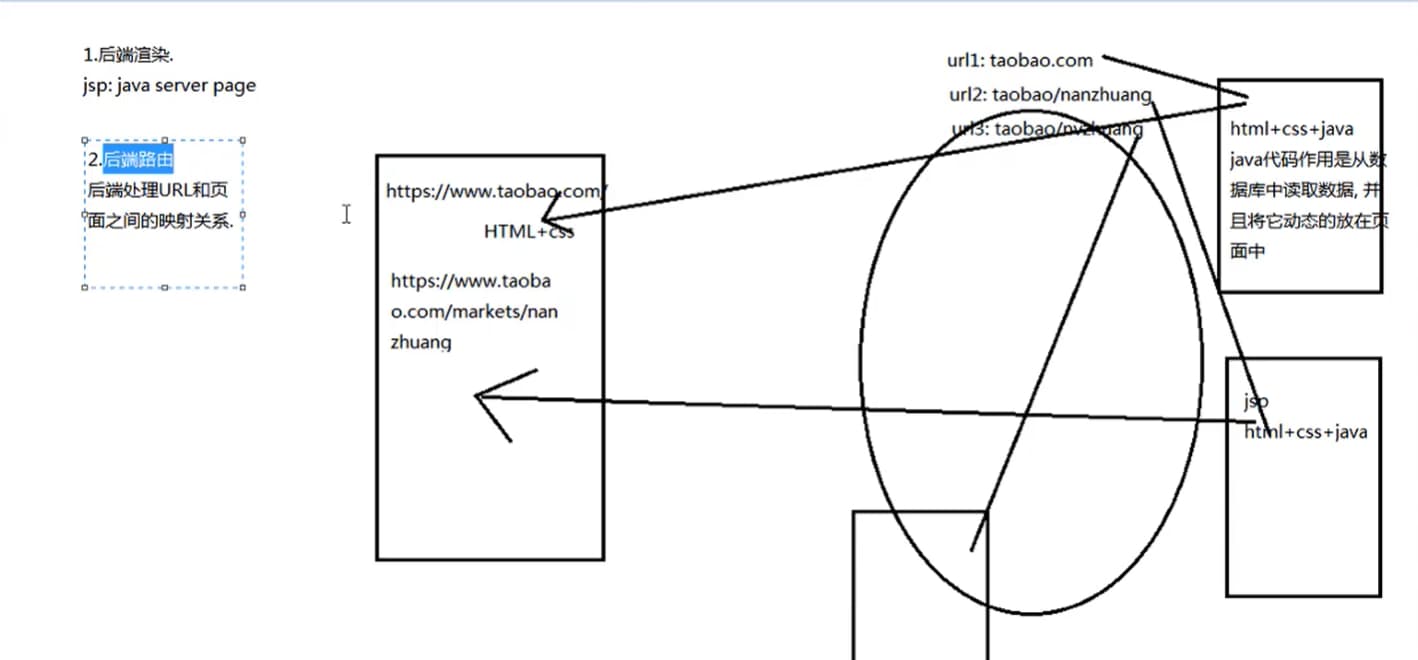 1.后端渲染.
jsp: java server page
2.后端路由
后端处理URL和页
面之间的映射关系.
https://www.taobao.com/
HTML+css
https://www.taoba
o.com/markets/nan
zhuang
url1: taobao.com
url2: taobao/nanzhuang
url3: taobao/nvzhuang
html+css+java
java代码作用是从数
据库中读取数据, 并
且将它动态的放在页
面中
jsp
html+css+java